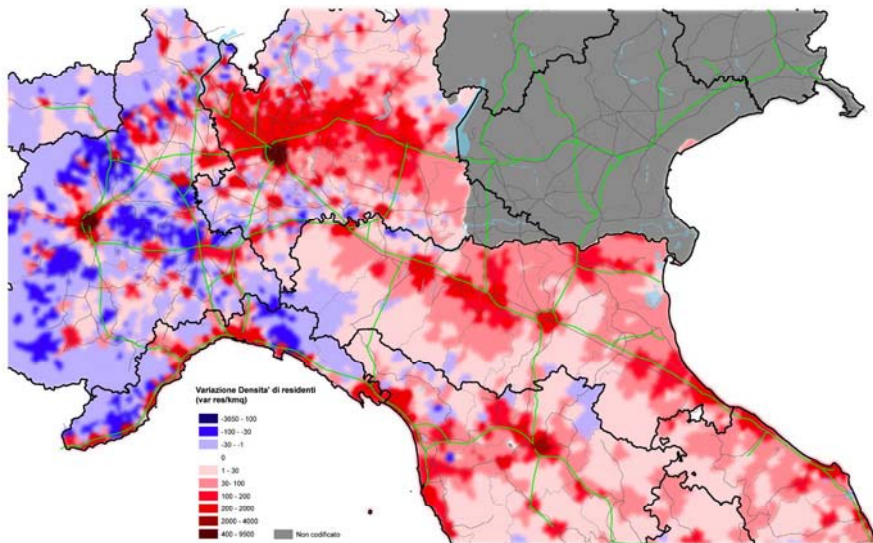 Variazione Densita' di residenti
(var res/kmq)
-3650 - 100
-100 - -30
-30 - -1
0
1 - 30
30- 100
100 - 200
200 - 2000
2000 - 4000
400 - 9500
Non codificato